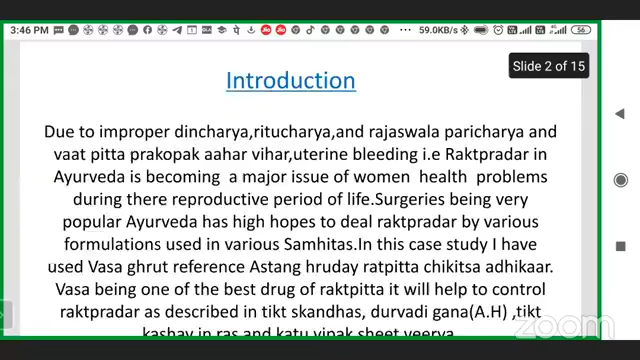 3:46 PM
59.0KB/s
56
Introduction
Slide 2 of 15
Due to improper dincharya,ritucharya,and rajaswala paricharya and
vaat pitta prakopak aahar vihar,uterine bleeding i.e Raktpradar in
Ayurveda is becoming a major issue of women health problems
during there reproductive period of life.Surgeries being very
popular Ayurveda has high hopes to deal raktpradar by various
formulations used in various Samhitas.In this case study I have
used Vasa ghrut reference Astang hruday ratpitta chikitsa adhikaar.
Vasa being one of the best drug of raktpitta it will help to control
raktpradar as described in tikt skandhas, durvadi gana(A.H) ,tikt
kashay in ras and katu vipak sheet veerya
zoom